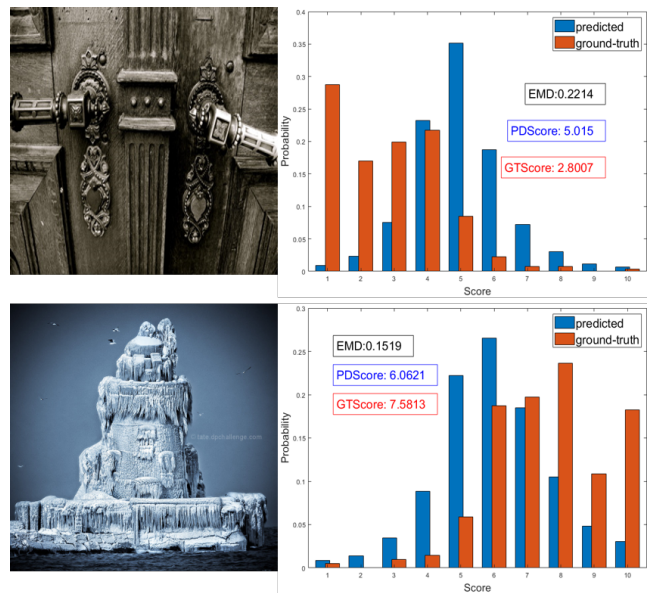 0.4
predicted
ground-truth
0.35
0.3
EMD:0.2214
0.25
PDScore: 5.015
0.2
Probability
GTScore: 2.8007
0.15
0.1
0.05
0
1 2 3 4 5 6 7 8 9 10
Score
0.3
predicted
ground-truth
EMD:0.1519
0.25
PDScore: 6.0621
GTScore: 7.5813
0.2
Probability
0.15
0.1
0.05
0
1 2 3 4 5 6 7 8 9 10
Score